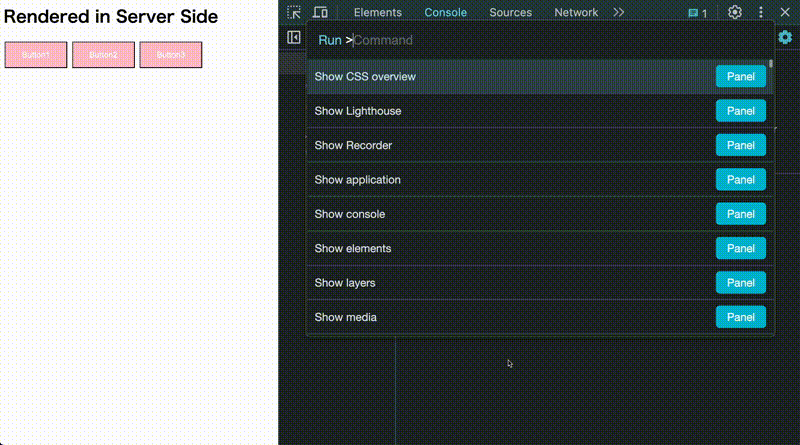 Rendered in Server Side
Button1 Button2 Button3
Elements Console Sources Network 1
Run >Command
Show CSS overview Panel
Show Lighthouse Panel
Show Recorder Panel
Show application Panel
Show console Panel
Show elements Panel
Show layers Panel
Show media Panel